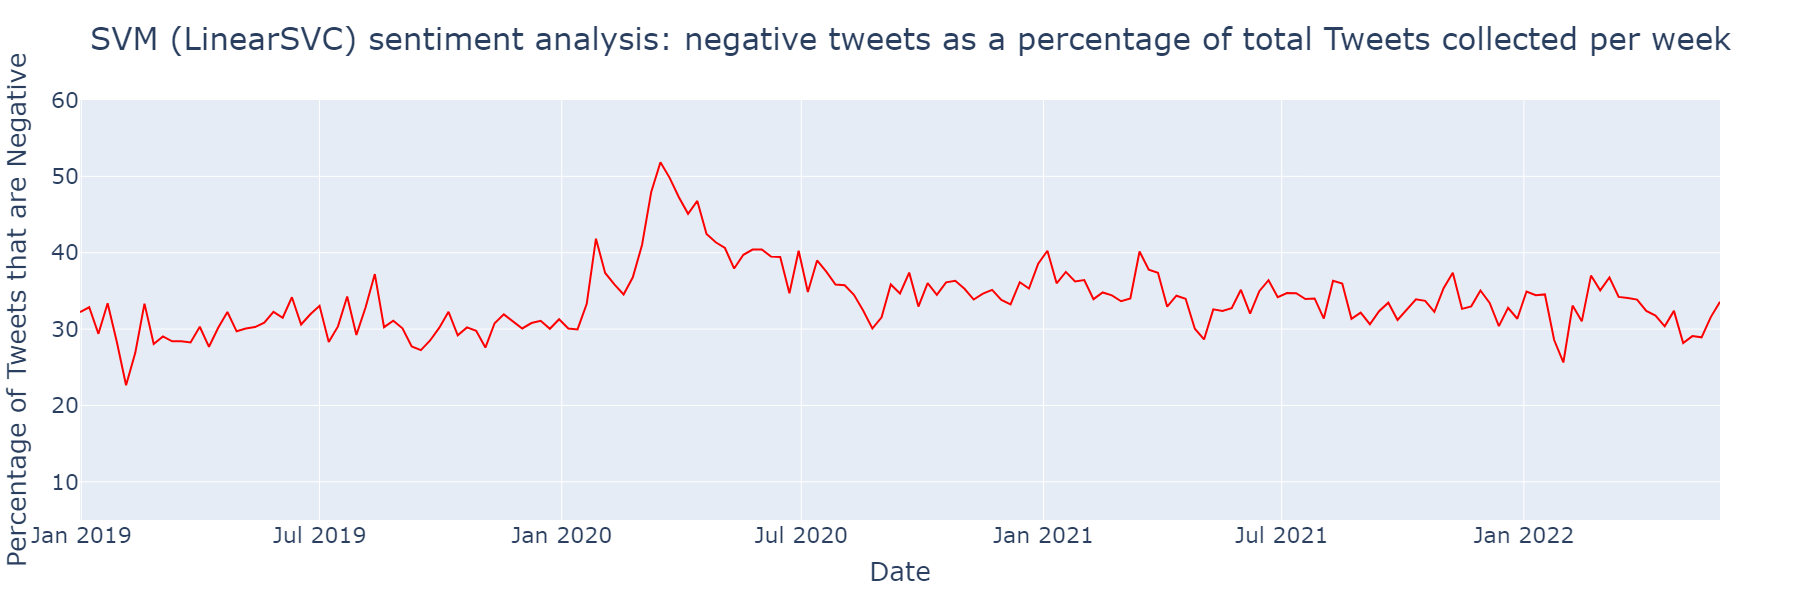 SVM (LinearSVC) sentiment analysis: negative tweets as a percentage of total Tweets collected per week
Percentage of Tweets that are Negative
60
50
40
30
20
10
Jan 2019
Jul 2019
Jan 2020
Jul 2020
Jan 2021
Jul 2021
Jan 2022
Date